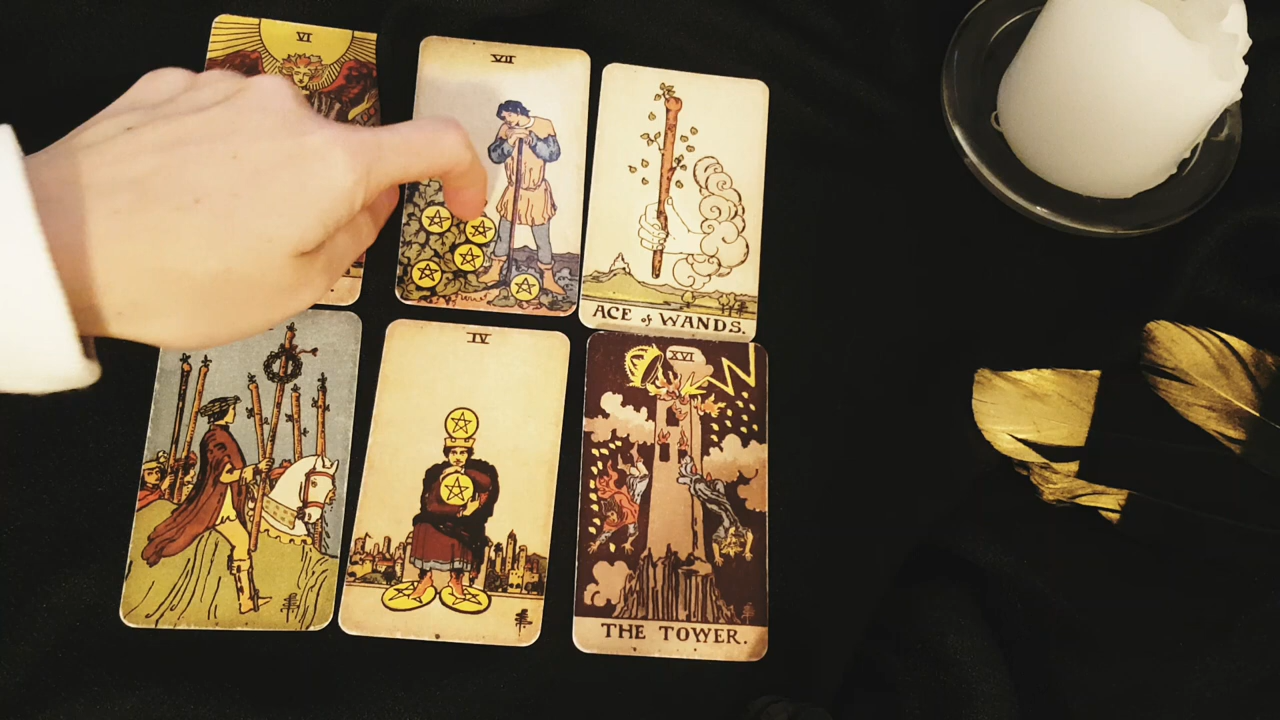 VI
VII
ACE of WANDS.
IV
XVI
THE TOWER.